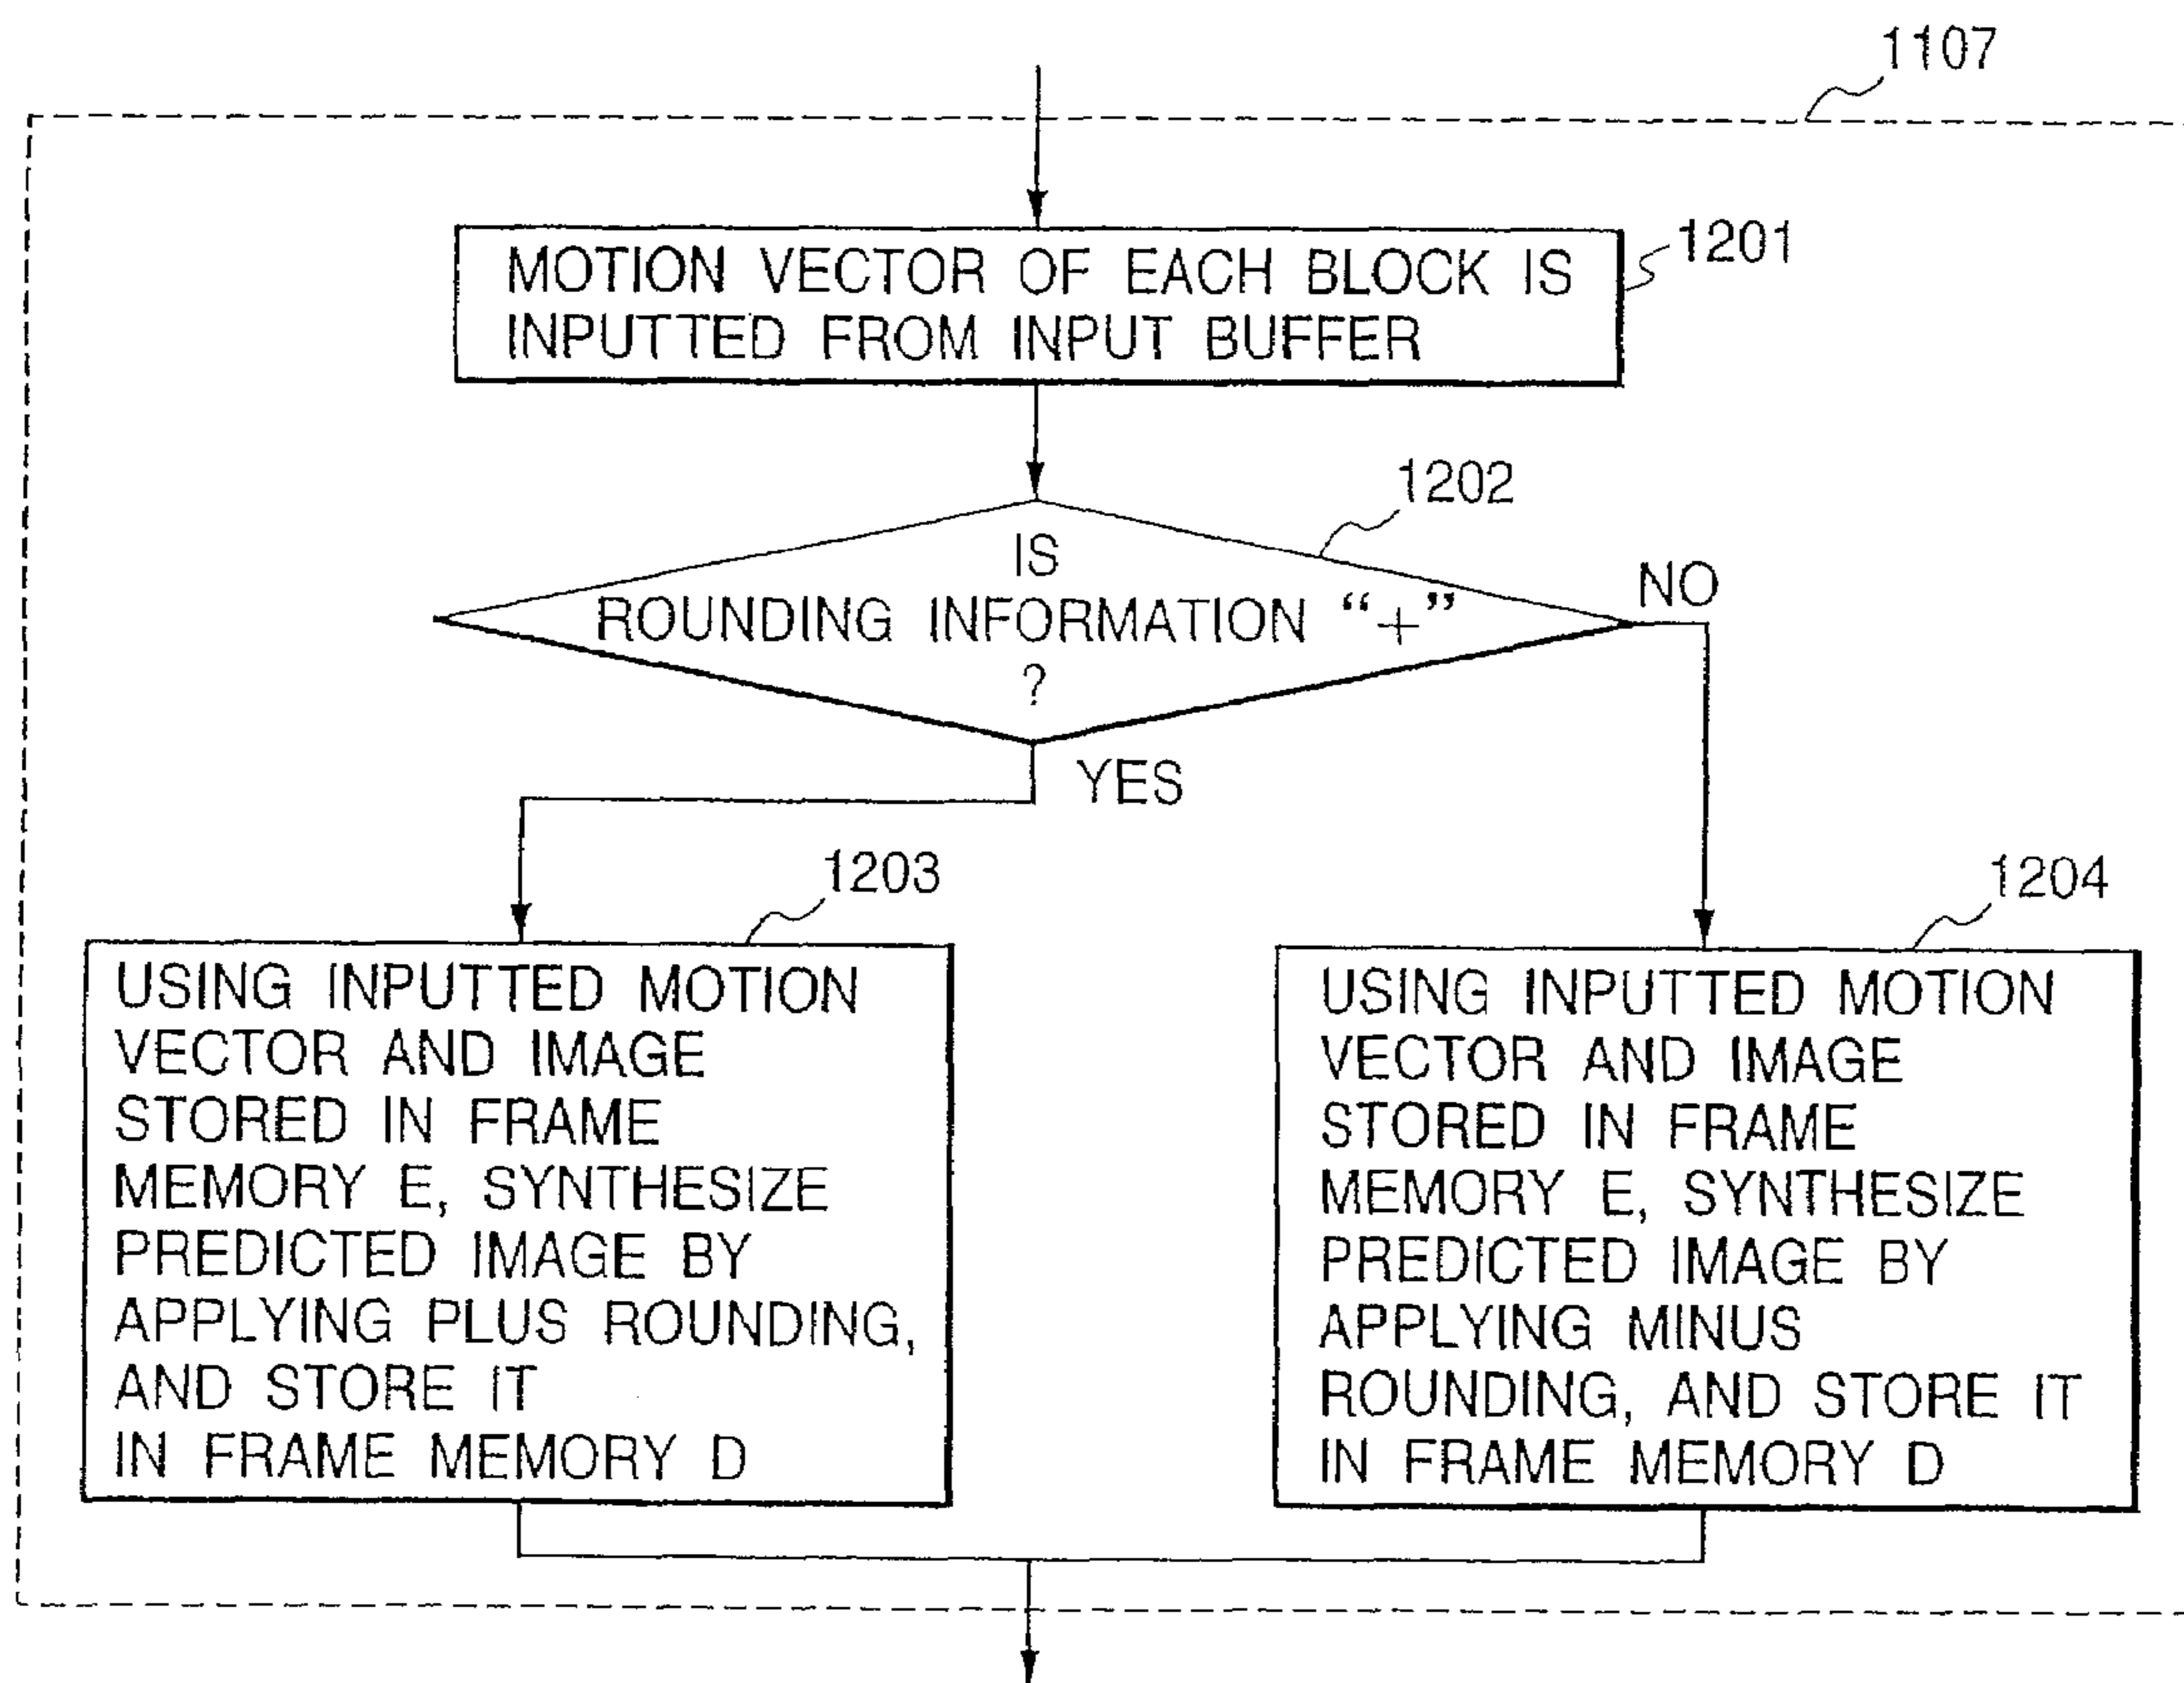 1107
MOTION VECTOR OF EACH BLOCK IS
INPUTTED FROM INPUT BUFFER
1201
1202
IS
ROUNDING INFORMATION “+”
?
NO
YES
1203
USING INPUTTED MOTION
VECTOR AND IMAGE
STORED IN FRAME
MEMORY E, SYNTHESIZE
PREDICTED IMAGE BY
APPLYING PLUS ROUNDING,
AND STORE IT
IN FRAME MEMORY D
1204
USING INPUTTED MOTION
VECTOR AND IMAGE
STORED IN FRAME
MEMORY E, SYNTHESIZE
PREDICTED IMAGE BY
APPLYING MINUS
ROUNDING, AND STORE IT
IN FRAME MEMORY D